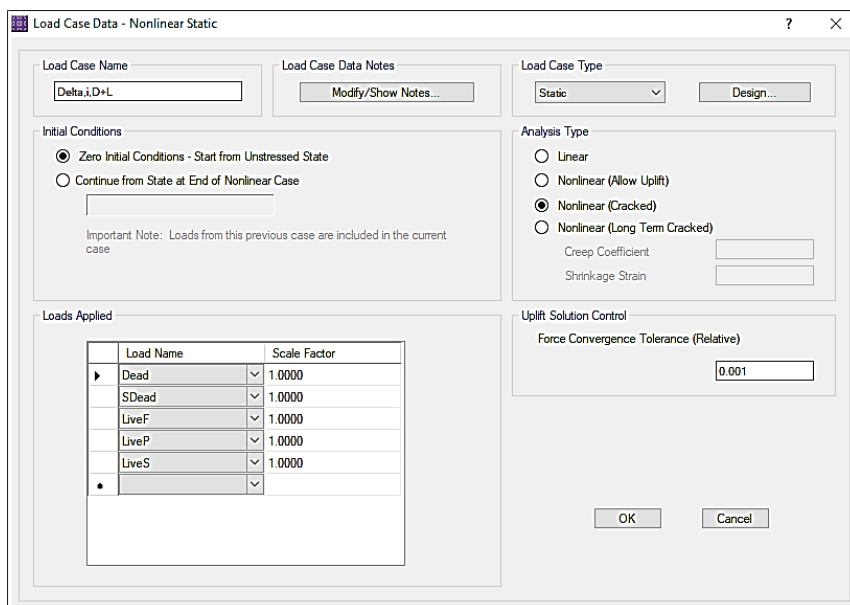 Load Case Data - Nonlinear Static
?
Load Case Name
Delta,i,D+L
Load Case Data Notes
Modify/Show Notes...
Load Case Type
Static
Design...
Initial Conditions
Zero Initial Conditions - Start from Unstressed State
Continue from State at End of Nonlinear Case
Important Note: Loads from this previous case are included in the current
case
Analysis Type
Linear
Nonlinear (Allow Uplift)
Nonlinear (Cracked)
Nonlinear (Long Term Cracked)
Creep Coefficient
Shrinkage Strain
Loads Applied
Load Name Scale Factor
Dead 1.0000
SDead 1.0000
LiveF 1.0000
LiveP 1.0000
LiveS 1.0000
Uplift Solution Control
Force Convergence Tolerance (Relative)
0.001
OK
Cancel